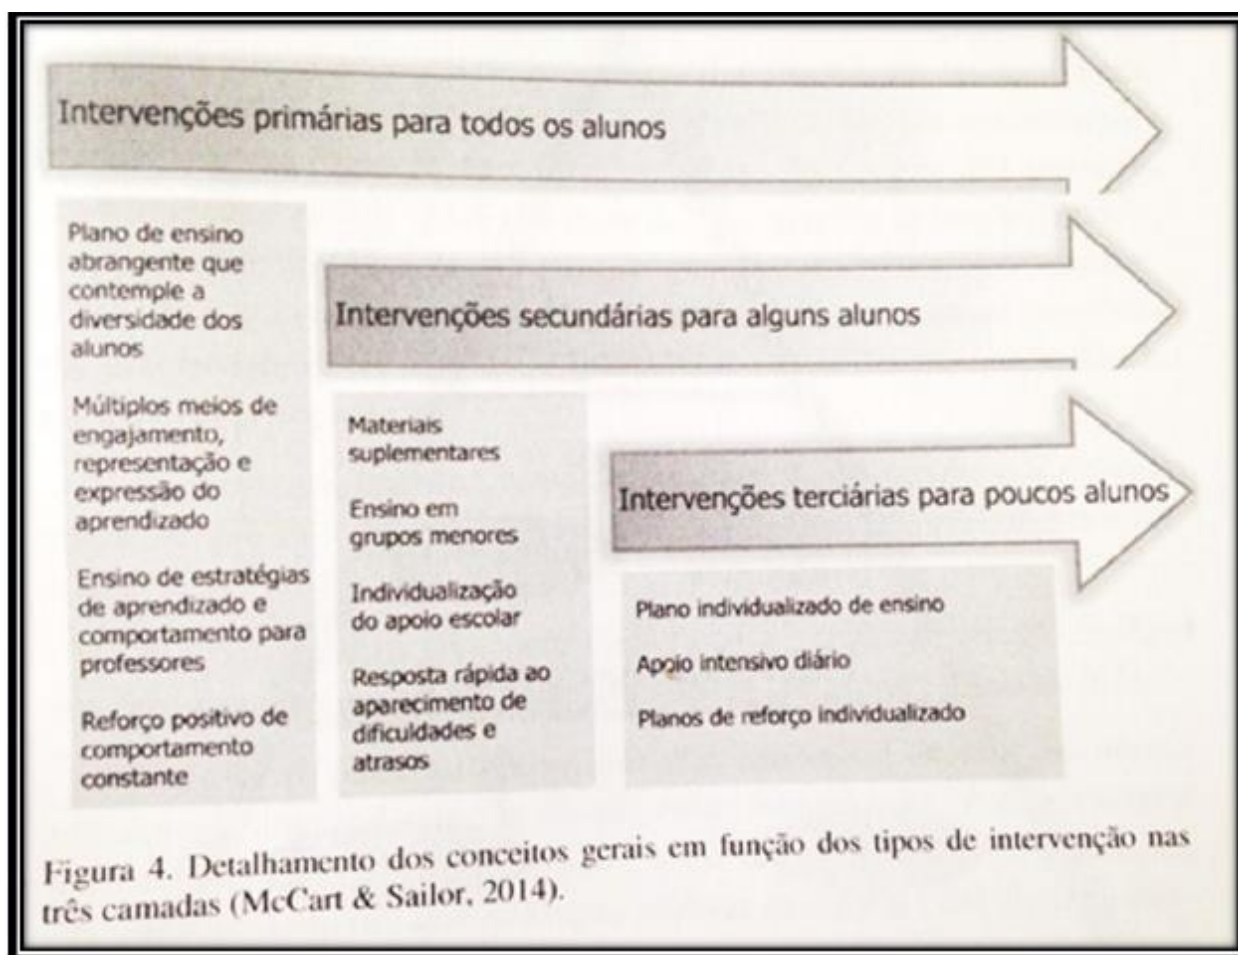 Intervenções primárias para todos os alunos
Plano de ensino
abrangente que
contemple a
diversidade dos
alunos
Múltiplos meios de
engajamento,
representação e
expressão do
aprendizado
Ensino de estratégias
de aprendizado e
comportamento para
professores
Reforço positivo de
comportamento
constante
Intervenções secundárias para alguns alunos
Materiais
suplementares
Ensino em
grupos menores
Individualização
do apoio escolar
Resposta rápida ao
aparecimento de
dificuldades e
atrasos
Intervenções terciárias para poucos alunos
Plano individualizado de ensino
Apoio intensivo diário
Planos de reforço individualizado
Figura 4. Detalhamento dos conceitos gerais em função dos tipos de intervenção nas
três camadas (McCart & Sailor, 2014).